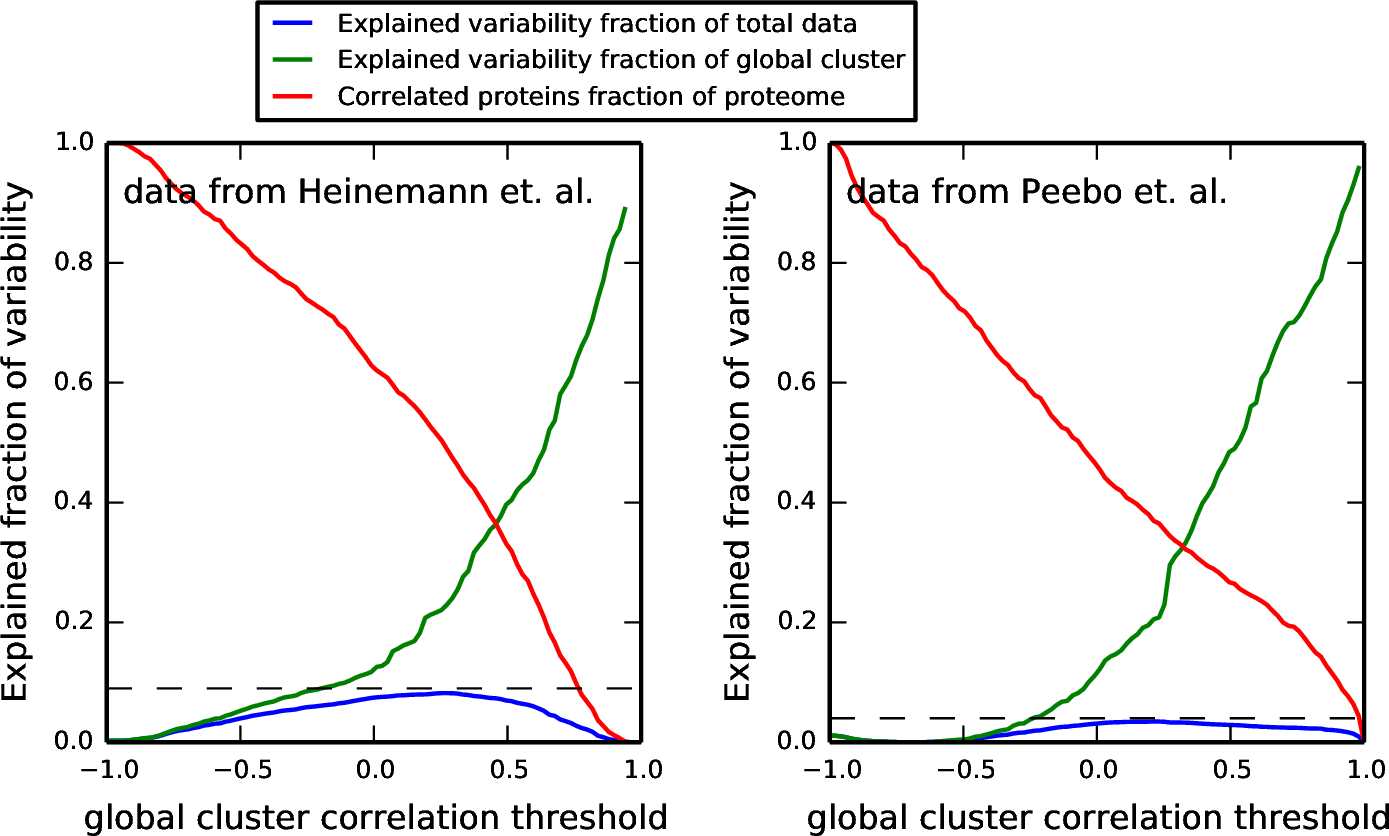 Explained variability fraction of total data
Explained variability fraction of global cluster
Correlated proteins fraction of proteome
data from Heinemann et. al.
Explained fraction of variability
1.0
0.8
0.6
0.4
0.2
0.0
−1.0 −0.5 0.0 0.5 1.0
global cluster correlation threshold
data from Peebo et. al.
Explained fraction of variability
1.0
0.8
0.6
0.4
0.2
0.0
−1.0 −0.5 0.0 0.5 1.0
global cluster correlation threshold